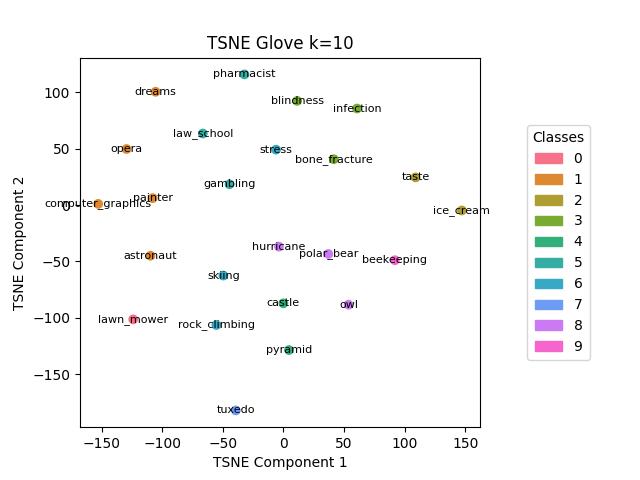 TSNE Glove k=10
pharmacist
dreams
blindness
infection
law_school
opera
stress
bone_fracture
taste
gambling
painter
computer_graphics
ice_cream
hurricane
polar_bear
astronaut
beekeeping
skiing
castle
owl
lawn_mower
rock_climbing
pyramid
tuxedo
100
50
0
−50
−100
−150
TSNE Component 2
−150 −100 −50 0 50 100 150
TSNE Component 1
Classes
0
1
2
3
4
5
6
7
8
9